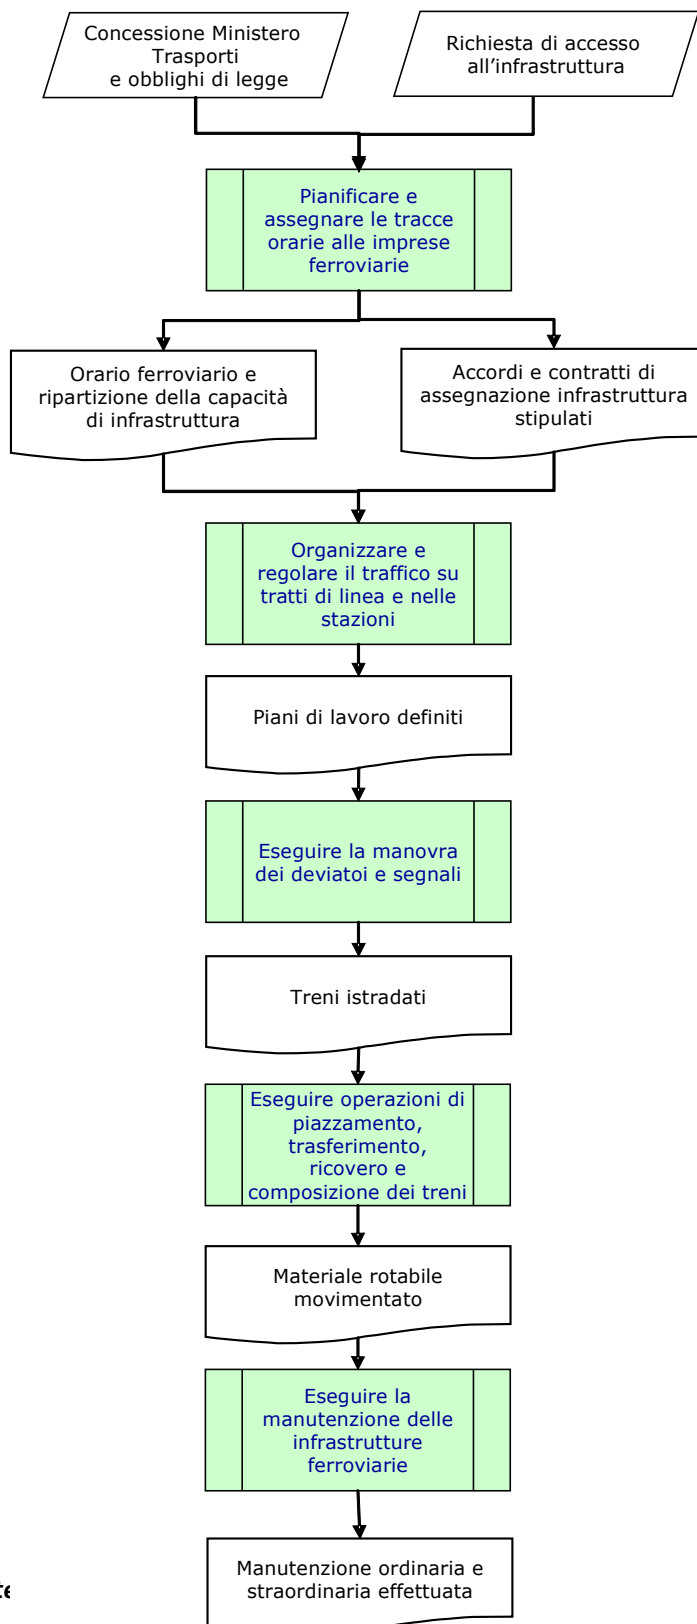 Concessione Ministero
Trasporti
e obblighi di legge
Richiesta di accesso
all'infrastruttura
Pianificare e
assegnare le tracce
orarie alle imprese
ferroviarie
Orario ferroviario e
ripartizione della capacità
di infrastruttura
Accordi e contratti di
assegnazione infrastruttura
stipulati
Organizzare e
regolare il traffico su
tratti di linea e nelle
stazioni
Piani di lavoro definiti
Eseguire la manovra
dei deviatoi e segnali
Treni istradati
Eseguire operazioni di
piazzamento,
trasferimento,
ricovero e
composizione dei treni
Materiale rotabile
movimentato
Eseguire la
manutenzione delle
infrastrutture
ferroviarie
Manutenzione ordinaria e
straordinaria effettuata